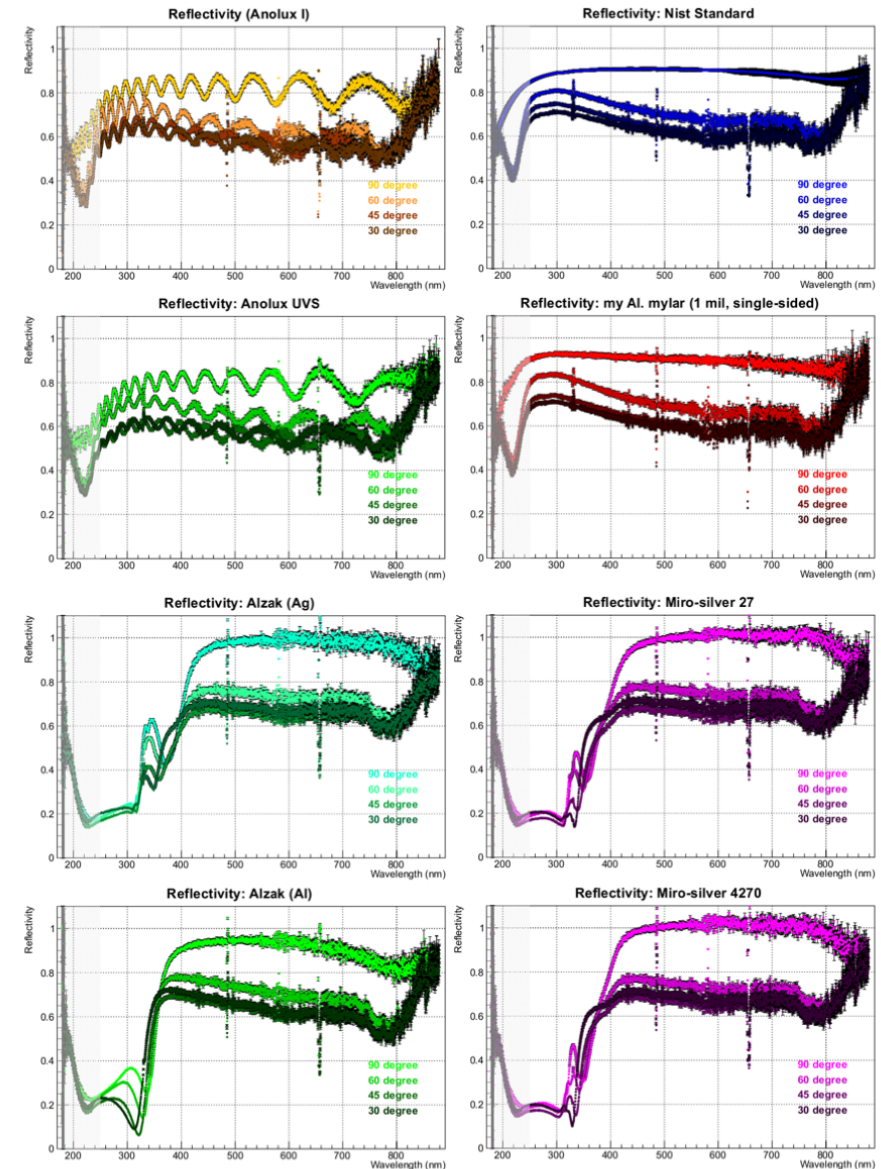 Reflectivity (Anolux I)
Reflectivity
1
0.8
0.6
0.4
0.2
0
90 degree
60 degree
45 degree
30 degree
200 300 400 500 600 700 800
Wavelength (nm)
Reflectivity: Nist Standard
Reflectivity
1
0.8
0.6
0.4
0.2
0
90 degree
60 degree
45 degree
30 degree
200 300 400 500 600 700 800
Wavelength (nm)
Reflectivity: Anolux UVS
Reflectivity
1
0.8
0.6
0.4
0.2
0
90 degree
60 degree
45 degree
30 degree
200 300 400 500 600 700 800
Wavelength (nm)
Reflectivity: my Al. mylar (1 mil, single-sided)
Reflectivity
1
0.8
0.6
0.4
0.2
0
90 degree
60 degree
45 degree
30 degree
200 300 400 500 600 700 800
Wavelength (nm)
Reflectivity: Alzak (Ag)
Reflectivity
1
0.8
0.6
0.4
0.2
0
90 degree
60 degree
45 degree
30 degree
200 300 400 500 600 700 800
Wavelength (nm)
Reflectivity: Miro-silver 27
Reflectivity
1
0.8
0.6
0.4
0.2
0
90 degree
60 degree
45 degree
30 degree
200 300 400 500 600 700 800
Wavelength (nm)
Reflectivity: Alzak (Al)
Reflectivity
1
0.8
0.6
0.4
0.2
0
90 degree
60 degree
45 degree
30 degree
200 300 400 500 600 700 800
Wavelength (nm)
Reflectivity: Miro-silver 4270
Reflectivity
1
0.8
0.6
0.4
0.2
0
90 degree
60 degree
45 degree
30 degree
200 300 400 500 600 700 800
Wavelength (nm)